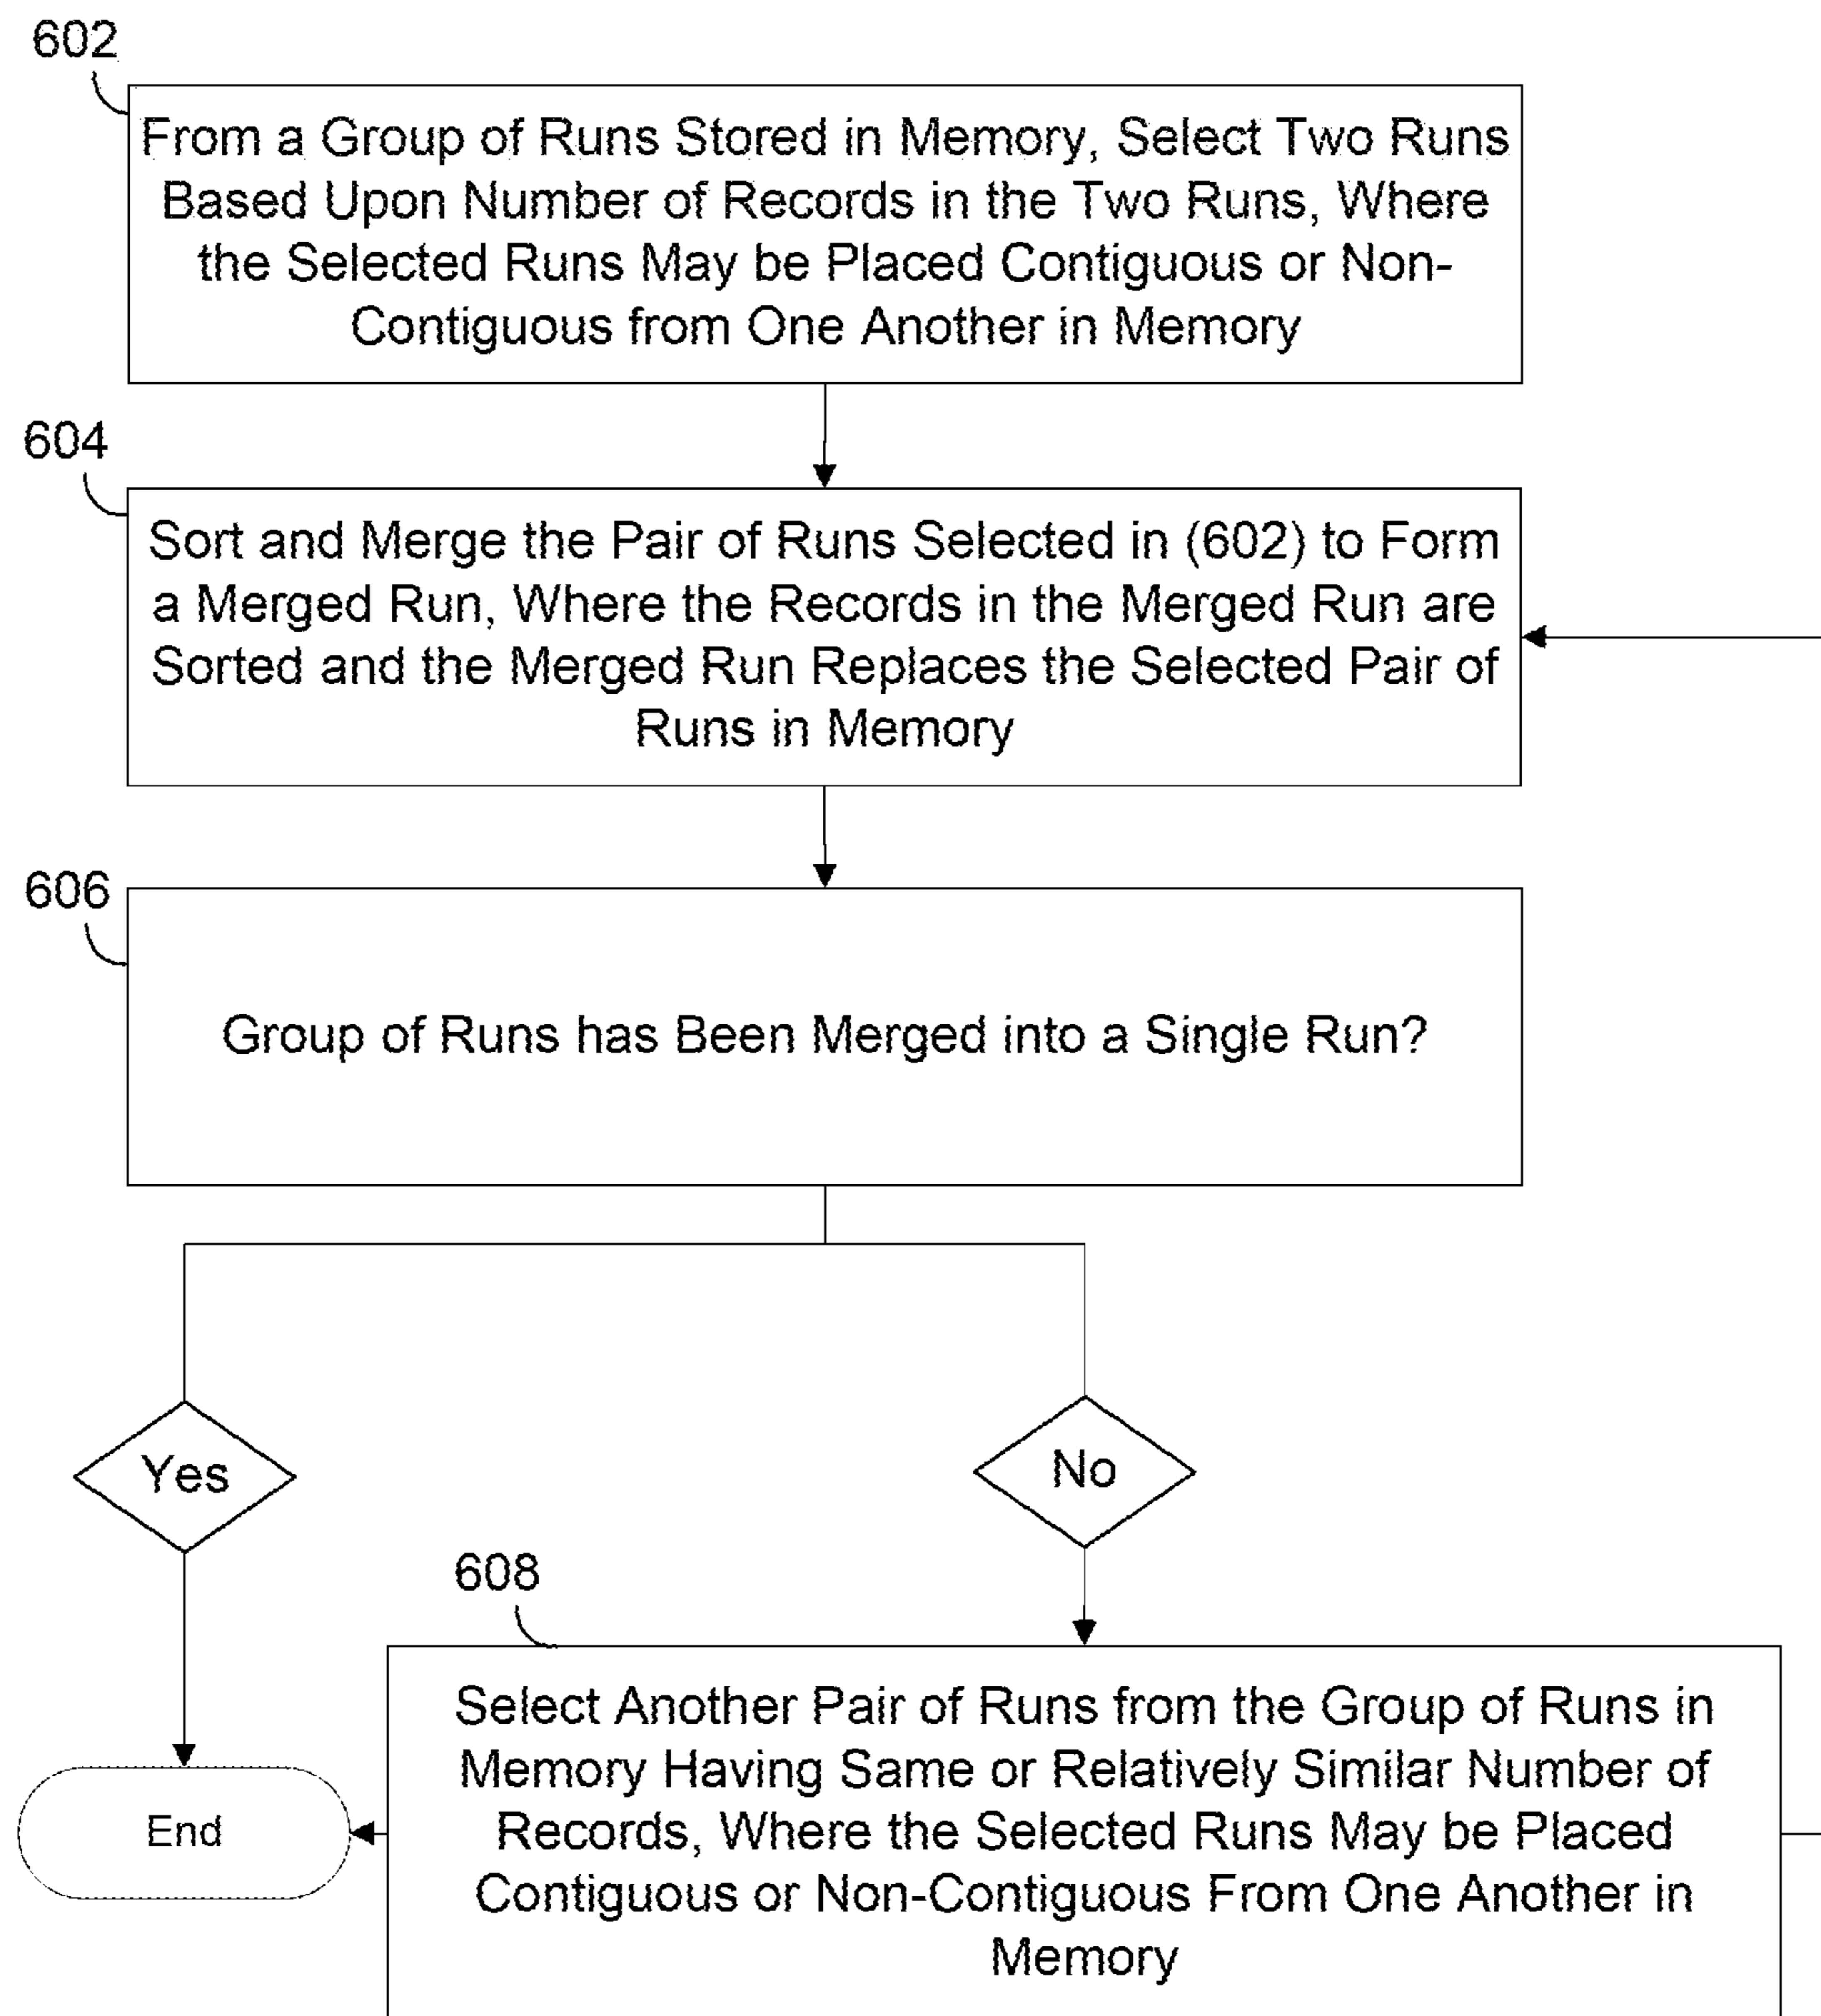 602
From a Group of Runs Stored in Memory, Select Two Runs
Based Upon Number of Records in the Two Runs, Where
the Selected Runs May be Placed Contiguous or Non-
Contiguous from One Another in Memory
604
Sort and Merge the Pair of Runs Selected in (602) to Form
a Merged Run, Where the Records in the Merged Run are
Sorted and the Merged Run Replaces the Selected Pair of
Runs in Memory
606
Group of Runs has Been Merged into a Single Run?
Yes
No
608
Select Another Pair of Runs from the Group of Runs in
Memory Having Same or Relatively Similar Number of
Records, Where the Selected Runs May be Placed
Contiguous or Non-Contiguous From One Another in
Memory
End